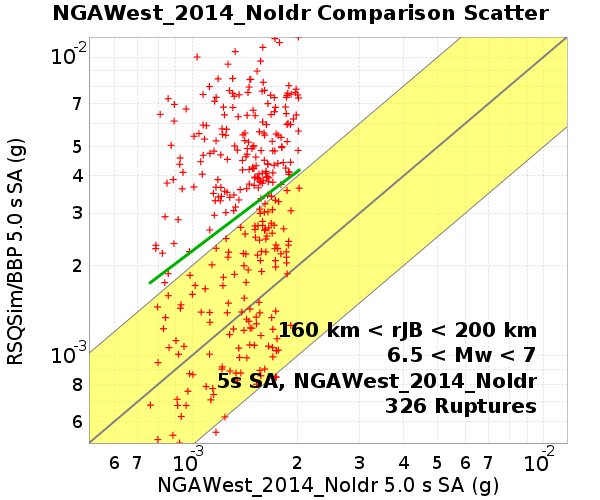 NGAWest_2014_NoIdr Comparison Scatter
RSQSim/BBP 5.0 s SA (g)
10-2
7
5
4
3
2
10-3
8
6
160 km < rJB < 200 km
6.5 < Mw < 7
5s SA, NGAWest_2014_NoIdr
326 Ruptures
6 7 10-3 2 3 4 5 6 7 10-2
NGAWest_2014_NoIdr 5.0 s SA (g)